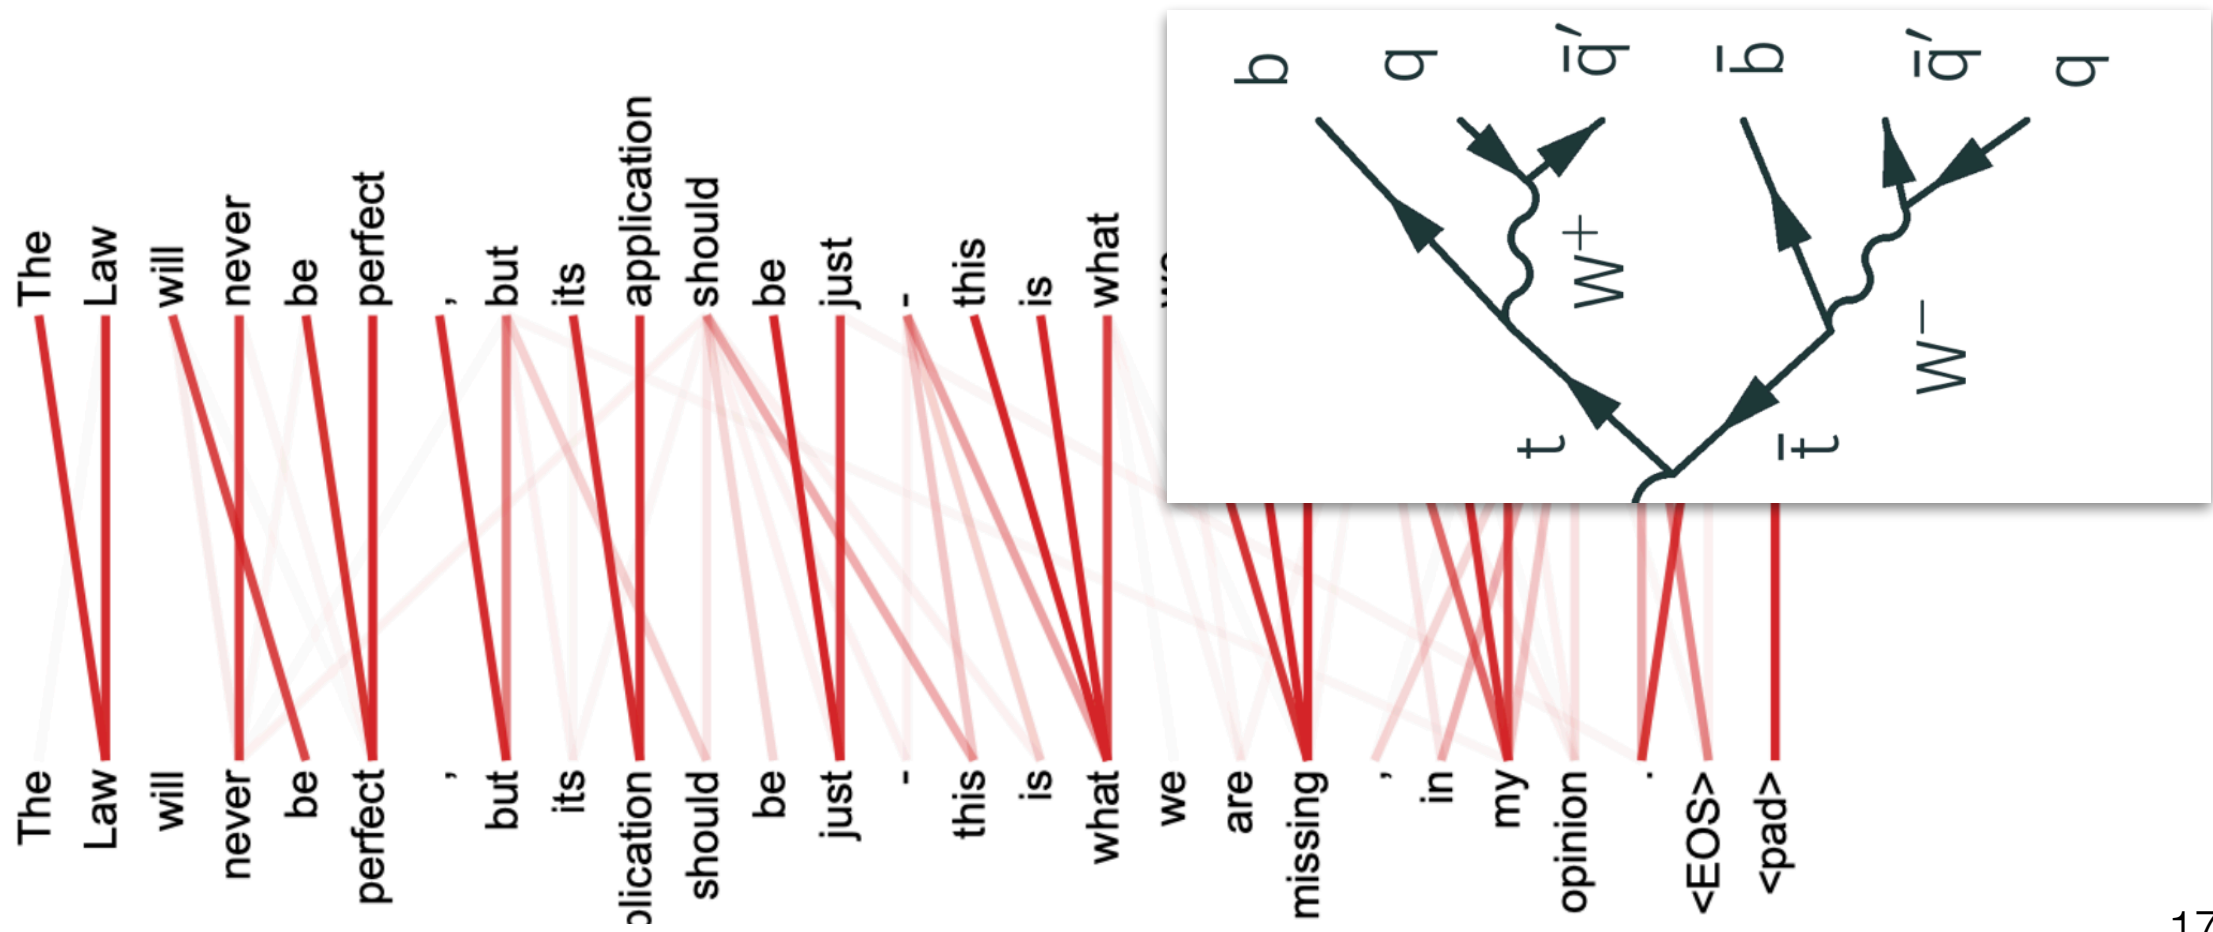 The Law will never be perfect , but its application should be just - this is what
b q q̄′ b̄ q̄′ q
W+
W−
t t̄
The Law will never be perfect , but its plication should be just - this is what we are missing , in my opinion . <EOS> <pad>
17